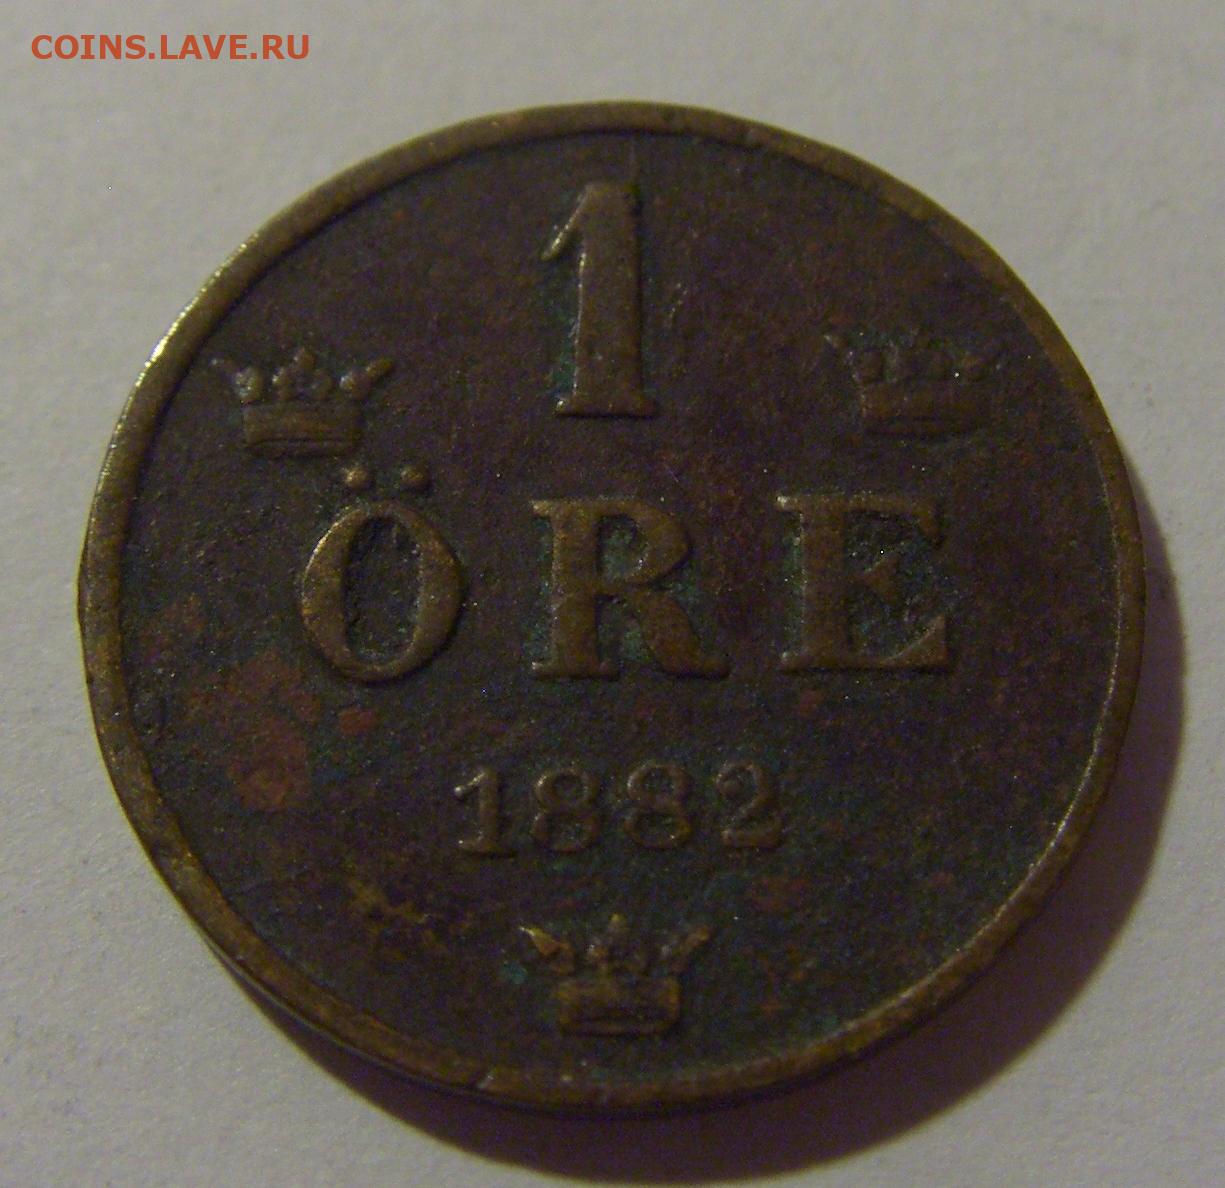 COINS.LAVE.RU
1
ÖRE
1882